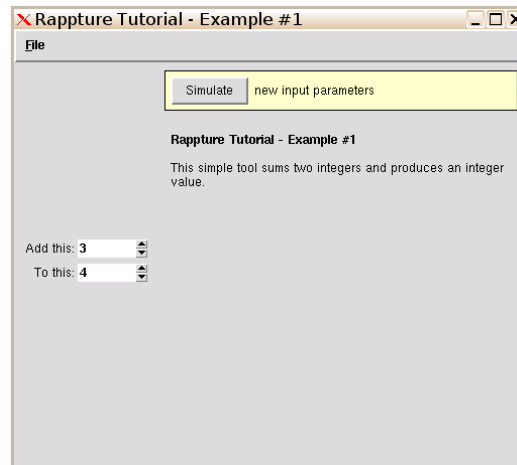 Rappture Tutorial - Example #1
File
Simulate new input parameters
Rappture Tutorial - Example #1
This simple tool sums two integers and produces an integer
value.
Add this: 3
To this: 4